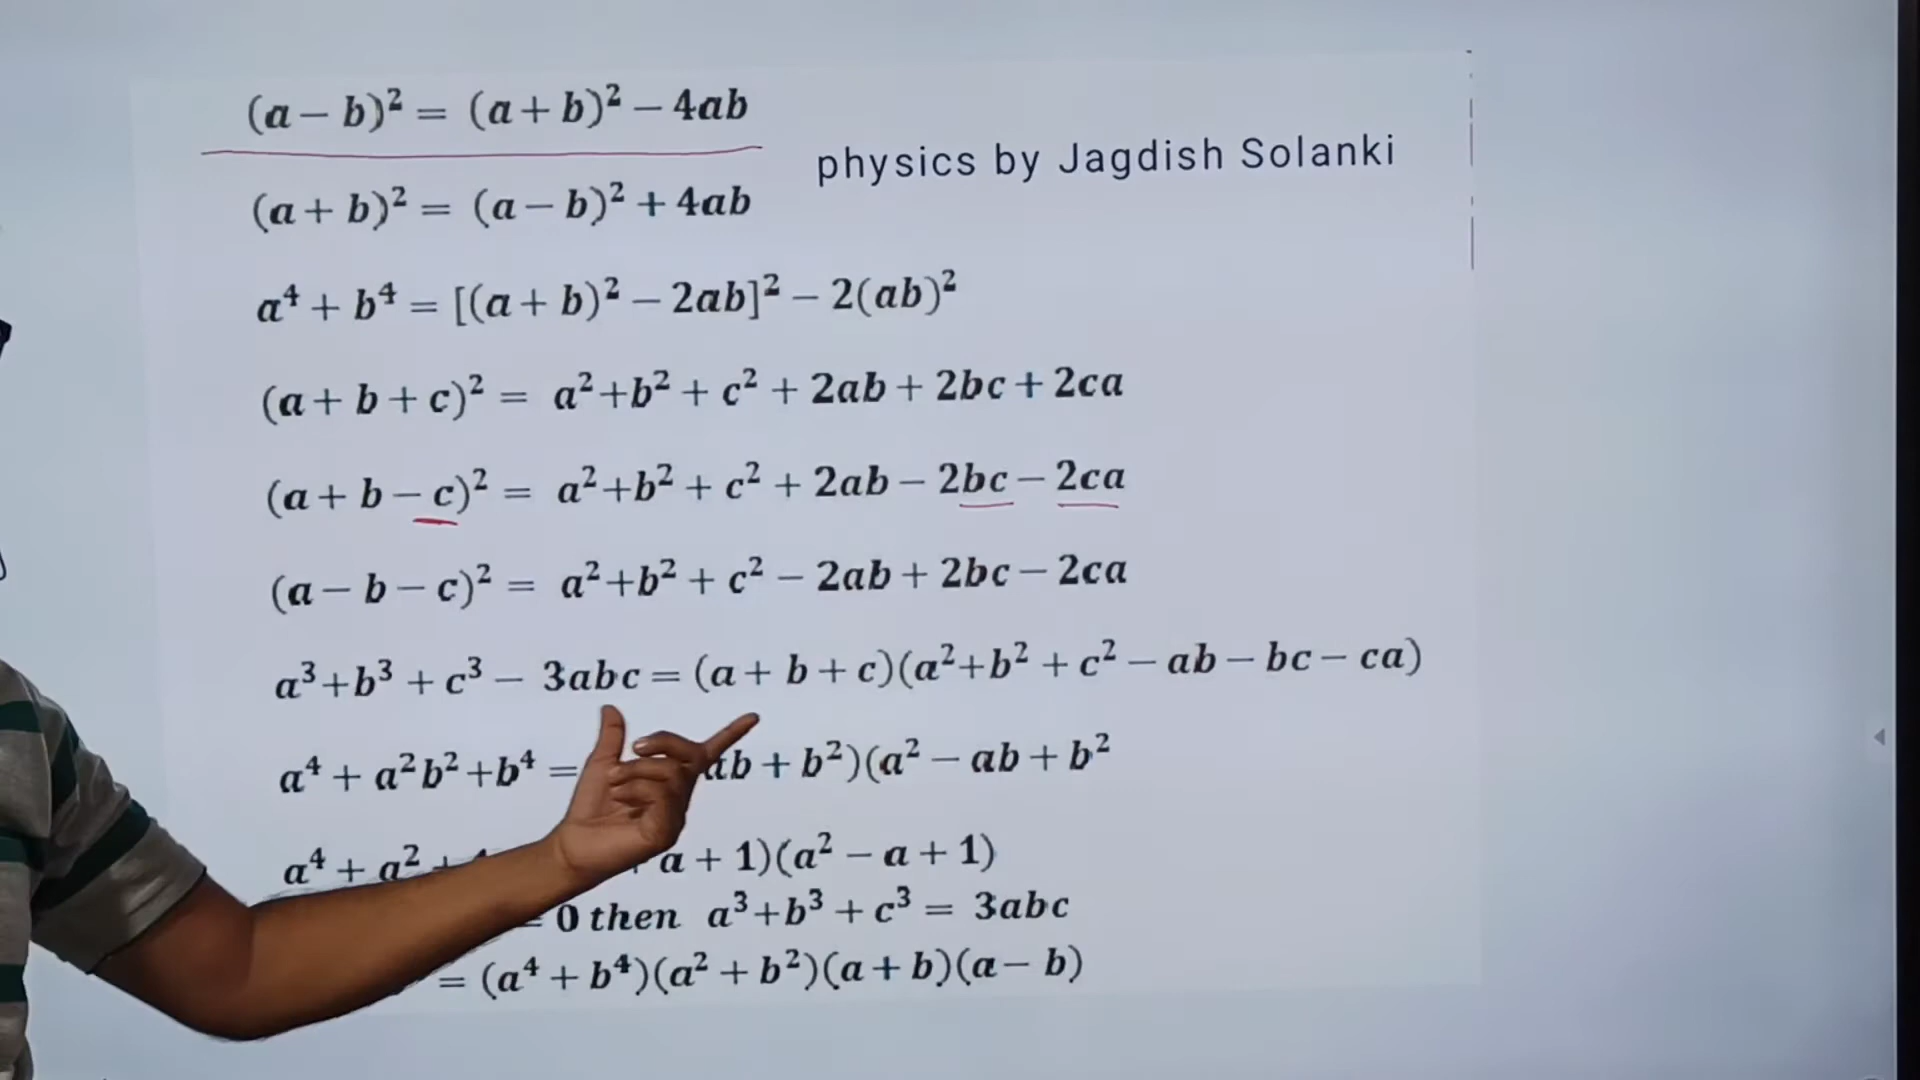 (a − b)² = (a + b)² − 4ab
physics by Jagdish Solanki
(a + b)² = (a − b)² + 4ab
a⁴ + b⁴ = [(a + b)² − 2ab]² − 2(ab)²
(a + b + c)² = a²+b² + c² + 2ab + 2bc + 2ca
(a + b − c)² = a²+b² + c² + 2ab − 2bc − 2ca
(a − b − c)² = a²+b² + c² − 2ab + 2bc − 2ca
a³+b³ + c³ − 3abc = (a + b + c)(a²+b² + c² − ab − bc − ca)
a⁴ + a²b²+b⁴ = ab + b²)(a² − ab + b²
a⁴ + a² + a + 1)(a² − a + 1)
= 0 then a³+b³ + c³ = 3abc
= (a⁴ + b⁴)(a² + b²)(a + b)(a − b)